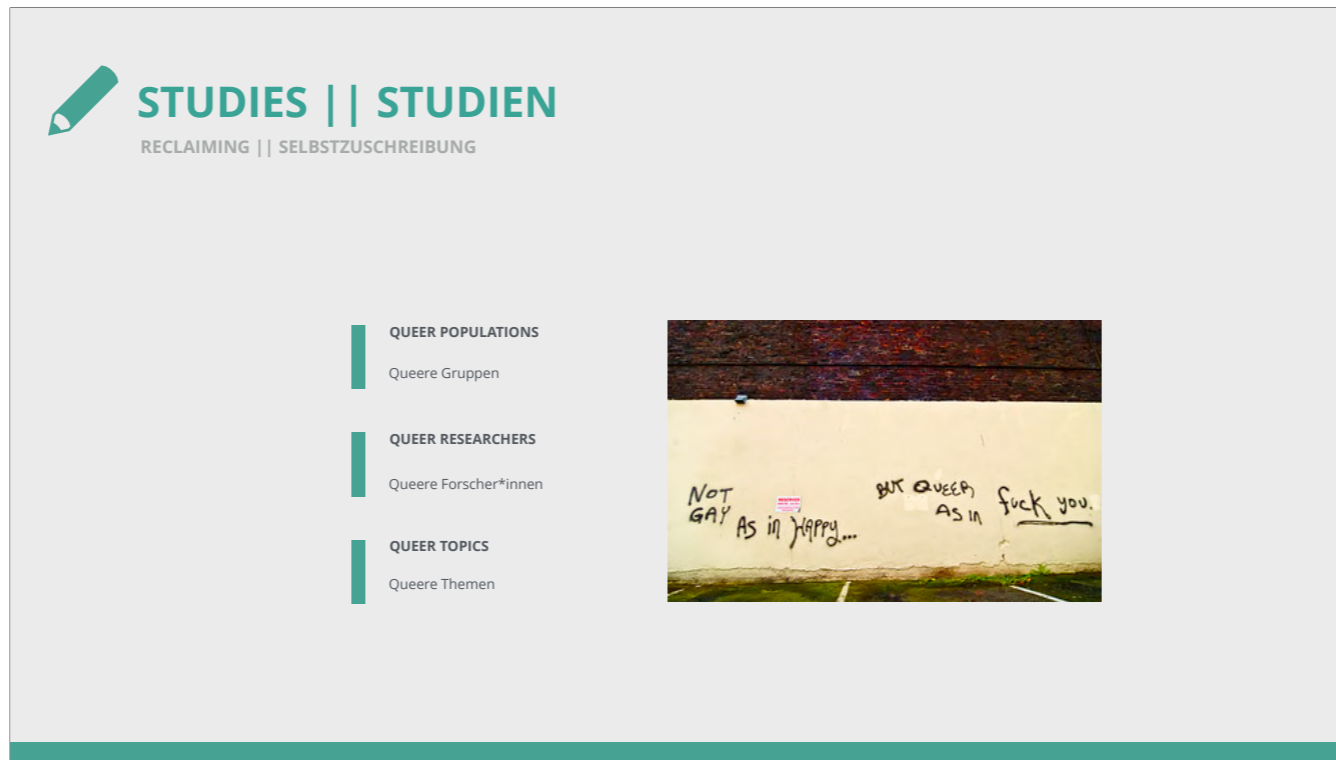 STUDIES || STUDIEN
RECLAIMING || SELBSTZUSCHREIBUNG
QUEER POPULATIONS
Queere Gruppen
QUEER RESEARCHERS
Queere Forscher*innen
QUEER TOPICS
Queere Themen
NOT
GAY
AS in HAPPY...
BUT QUEER
AS IN
fuck you.